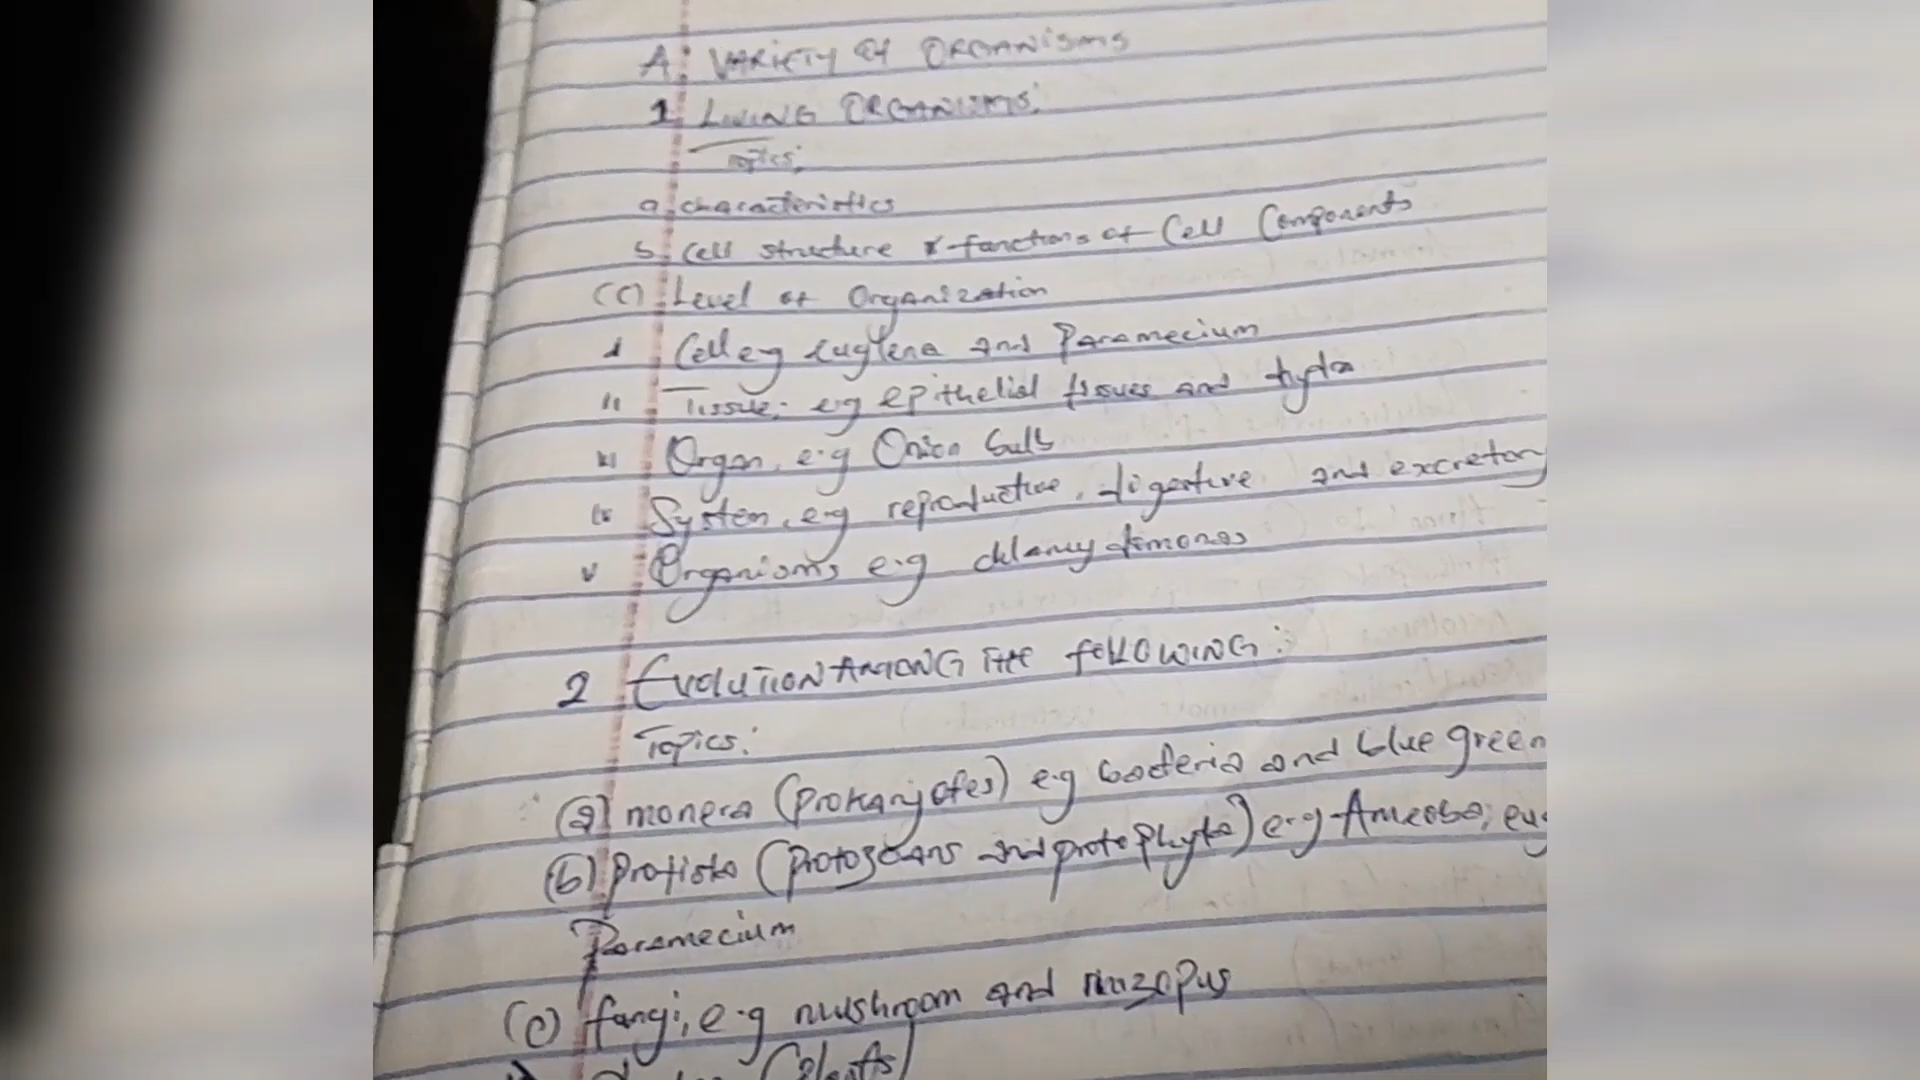 A. VARIETY OF ORGANISMS
1. LIVING ORGANISMS:
Topics:
a. characteristics
b. Cell structure & functions of Cell Components
(c) Level of Organization
i Cell eg Euglena and Paramecium
ii Tissue: eg epithelial tissues and hydra
iii Organ, e.g Onion bulb
iv System, e.g reproductive, digestive and excretory
v Organisms e.g chlamydomonas
2 EVOLUTION AMONG THE FOLLOWING:
Topics:
(a) monera (prokaryotes) e.g bacteria and blue green
(b) Protista (protozoans and protophyta) e.g Ameoba; eug
Paramecium
(c) fungi, e.g mushroom and rhizopus
(plants)